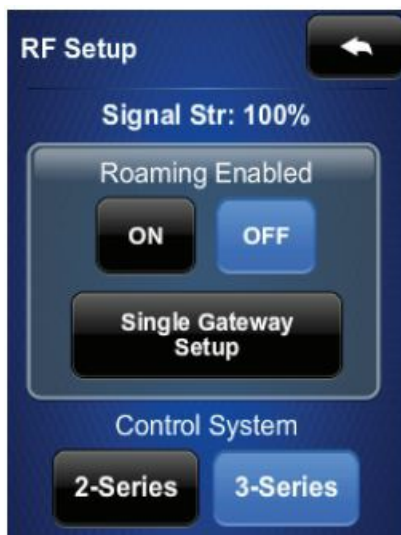 RF Setup
Signal Str: 100%
Roaming Enabled
ON OFF
Single Gateway
Setup
Control System
2-Series 3-Series